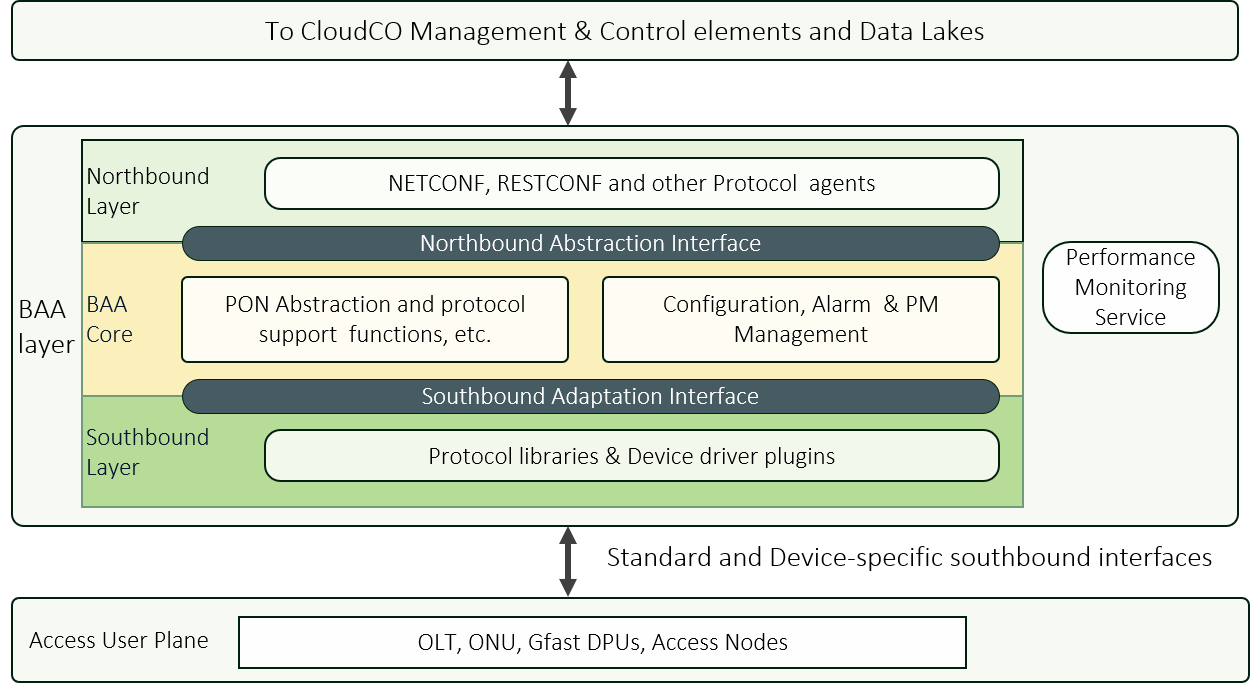 To CloudCO Management & Control elements and Data Lakes
Northbound
Layer
NETCONF, RESTCONF and other Protocol agents
Northbound Abstraction Interface
BAA
layer
BAA
Core
PON Abstraction and protocol
support functions, etc.
Configuration, Alarm & PM
Management
Performance
Monitoring
Service
Southbound Adaptation Interface
Southbound
Layer
Protocol libraries & Device driver plugins
Standard and Device-specific southbound interfaces
Access User Plane
OLT, ONU, Gfast DPUs, Access Nodes